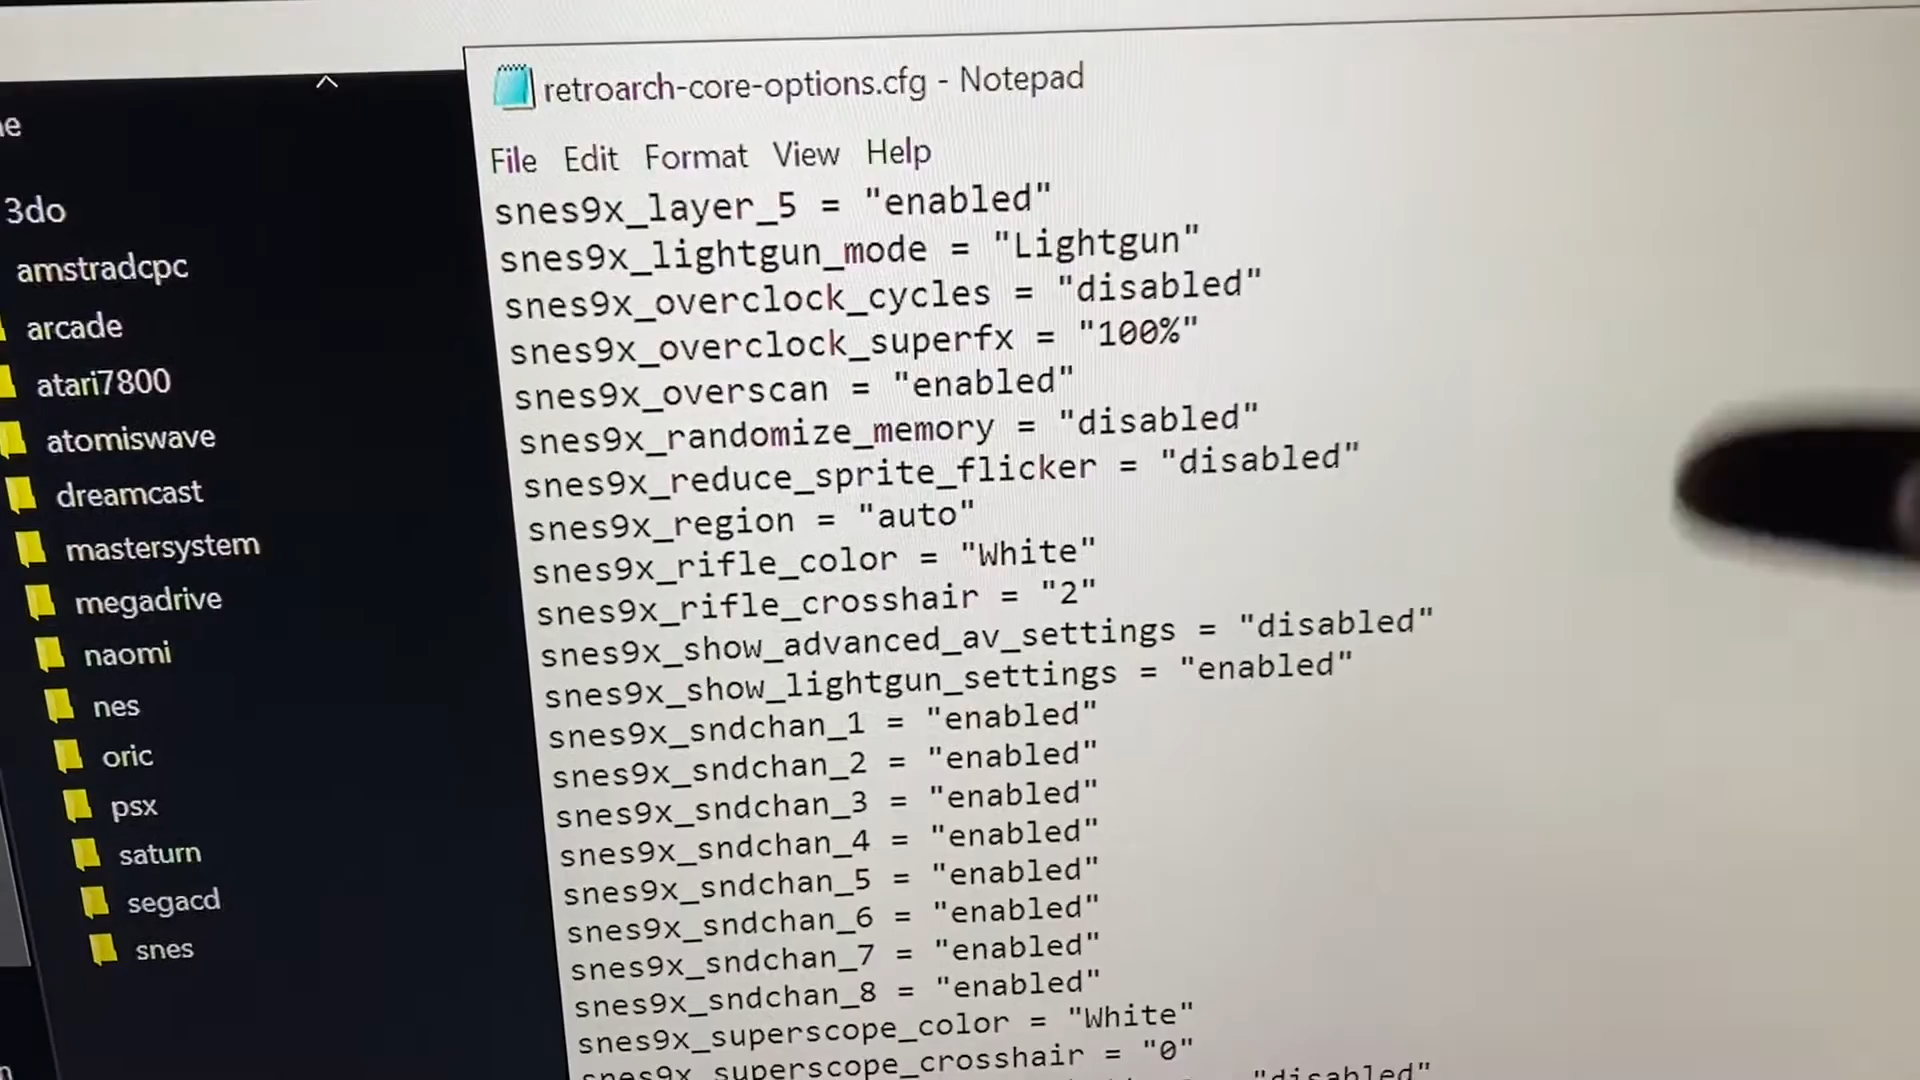 retroarch-core-options.cfg - Notepad
File Edit Format View Help
snes9x_layer_5 = "enabled"
snes9x_lightgun_mode = "Lightgun"
snes9x_overclock_cycles = "disabled"
snes9x_overclock_superfx = "100%"
snes9x_overscan = "enabled"
snes9x_randomize_memory = "disabled"
snes9x_reduce_sprite_flicker = "disabled"
snes9x_region = "auto"
snes9x_rifle_color = "White"
snes9x_rifle_crosshair = "2"
snes9x_show_advanced_av_settings = "disabled"
snes9x_show_lightgun_settings = "enabled"
snes9x_sndchan_1 = "enabled"
snes9x_sndchan_2 = "enabled"
snes9x_sndchan_3 = "enabled"
snes9x_sndchan_4 = "enabled"
snes9x_sndchan_5 = "enabled"
snes9x_sndchan_6 = "enabled"
snes9x_sndchan_7 = "enabled"
snes9x_sndchan_8 = "enabled"
snes9x_superscope_color = "White"
snes9x_superscope_crosshair = "0"
"disabled"
3do
amstradcpc
arcade
atari7800
atomiswave
dreamcast
mastersystem
megadrive
naomi
nes
oric
psx
saturn
segacd
snes